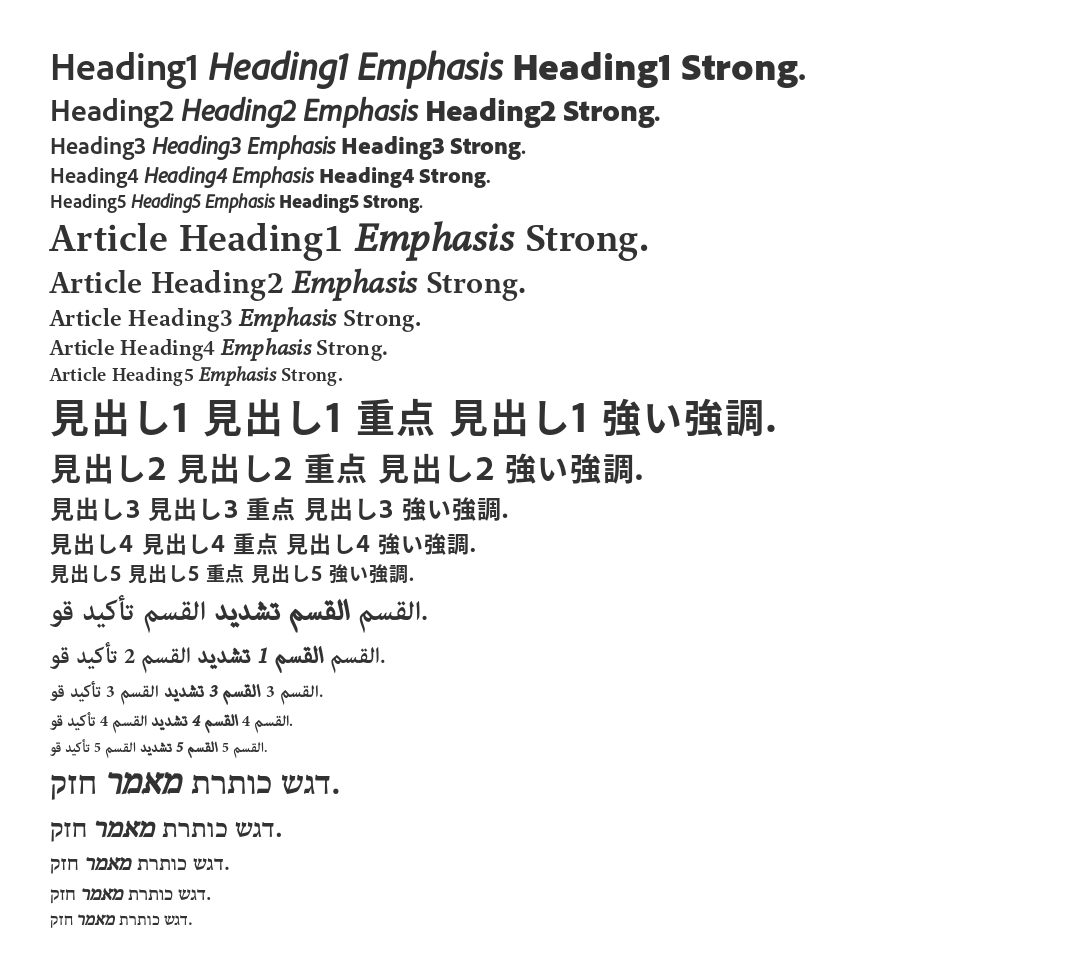 Heading1 Heading1 Emphasis Heading1 Strong.
Heading2 Heading2 Emphasis Heading2 Strong.
Heading3 Heading3 Emphasis Heading3 Strong.
Heading4 Heading4 Emphasis Heading4 Strong.
Heading5 Heading5 Emphasis Heading5 Strong.
Article Heading1 Emphasis Strong.
Article Heading2 Emphasis Strong.
Article Heading3 Emphasis Strong.
Article Heading4 Emphasis Strong.
Article Heading5 Emphasis Strong.
見出し1 見出し1 重点 見出し1 強い強調.
見出し2 見出し2 重点 見出し2 強い強調.
見出し3 見出し3 重点 見出し3 強い強調.
見出し4 見出し4 重点 見出し4 強い強調.
見出し5 見出し5 重点 見出し5 強い強調.
القسم القسم تشديد القسم تأكيد قو.
القسم القسم 1 تشديد القسم 2 تأكيد قو.
القسم 3 القسم 3 تشديد القسم 3 تأكيد قو.
القسم 4 القسم 4 تشديد القسم 4 تأكيد قو.
القسم 5 القسم 5 تشديد القسم 5 تأكيد قو.
דגש כותרת מאמר חזק.
דגש כותרת מאמר חזק.
דגש כותרת מאמר חזק.
דגש כותרת מאמר חזק.
דגש כותרת מאמר חזק.